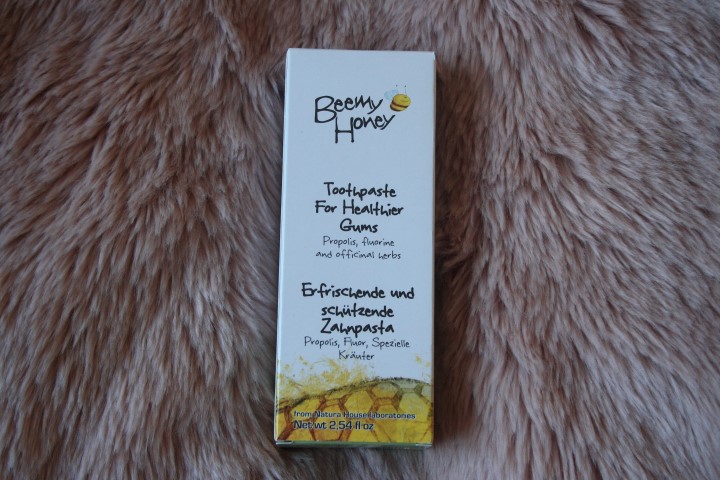 Beemy
Honey
Toothpaste
For Healthier
Gums
Propolis, fluorine
and officinal herbs
Erfrischende und
schützende
Zahnpasta
Propolis, Fluor, Spezielle
Kräuter
from Natura House laboratories
Net wt 2,54 fl oz